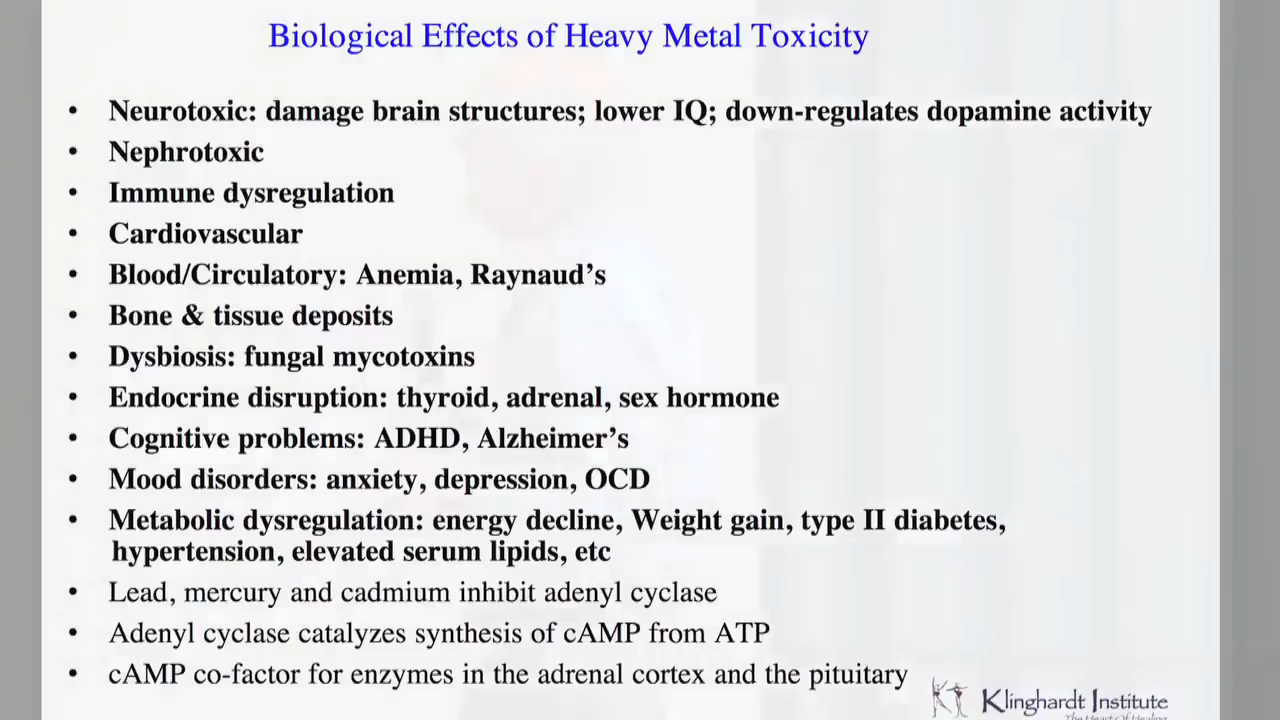 Biological Effects of Heavy Metal Toxicity
• Neurotoxic: damage brain structures; lower IQ; down-regulates dopamine activity
• Nephrotoxic
• Immune dysregulation
• Cardiovascular
• Blood/Circulatory: Anemia, Raynaud’s
• Bone & tissue deposits
• Dysbiosis: fungal mycotoxins
• Endocrine disruption: thyroid, adrenal, sex hormone
• Cognitive problems: ADHD, Alzheimer’s
• Mood disorders: anxiety, depression, OCD
• Metabolic dysregulation: energy decline, Weight gain, type II diabetes,
hypertension, elevated serum lipids, etc
• Lead, mercury and cadmium inhibit adenyl cyclase
• Adenyl cyclase catalyzes synthesis of cAMP from ATP
• cAMP co-factor for enzymes in the adrenal cortex and the pituitary
Klinghardt Institute
The Heart Of Healing